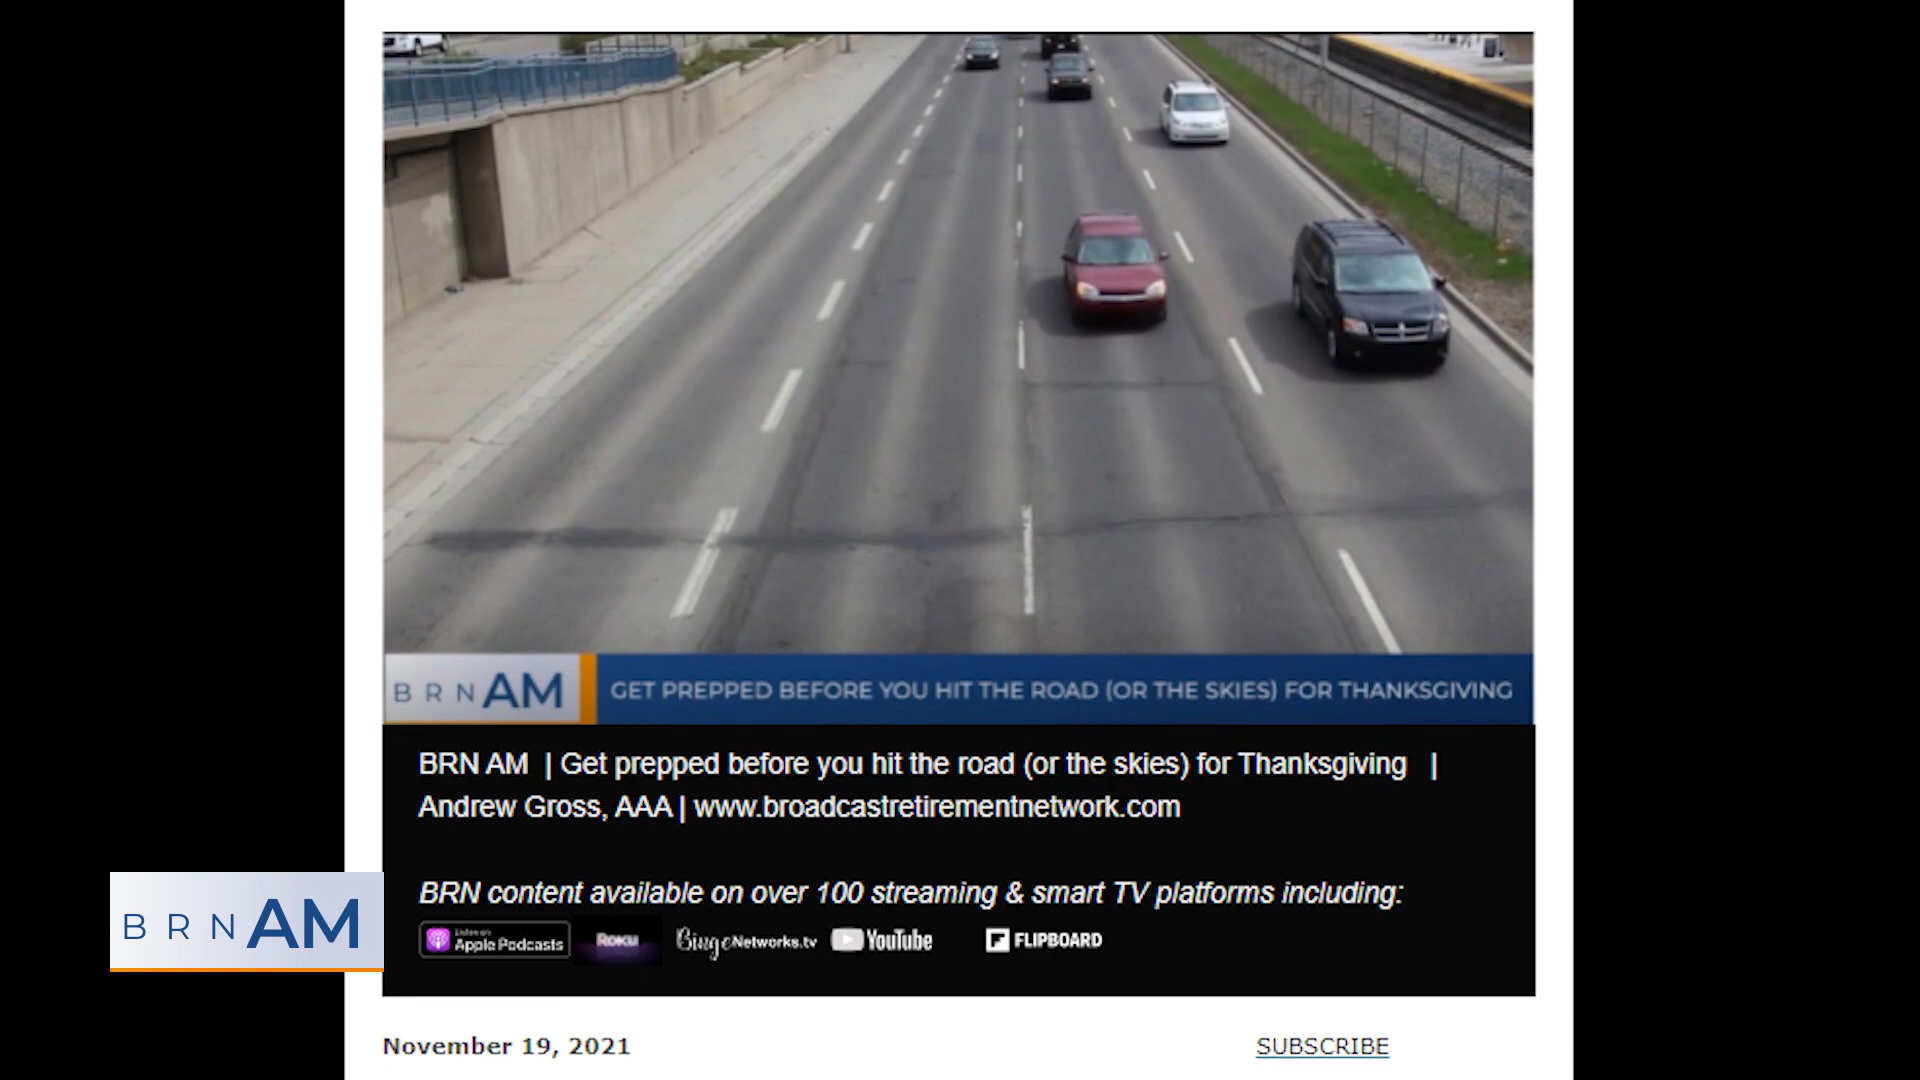 BRN AM GET PREPPED BEFORE YOU HIT THE ROAD (OR THE SKIES) FOR THANKSGIVING
BRN AM | Get prepped before you hit the road (or the skies) for Thanksgiving |
Andrew Gross, AAA | www.broadcastretirementnetwork.com
BRN content available on over 100 streaming & smart TV platforms including:
Listen on
Apple Podcasts ROKU BingeNetworks.tv YouTube FLIPBOARD
BRN AM
November 19, 2021 SUBSCRIBE